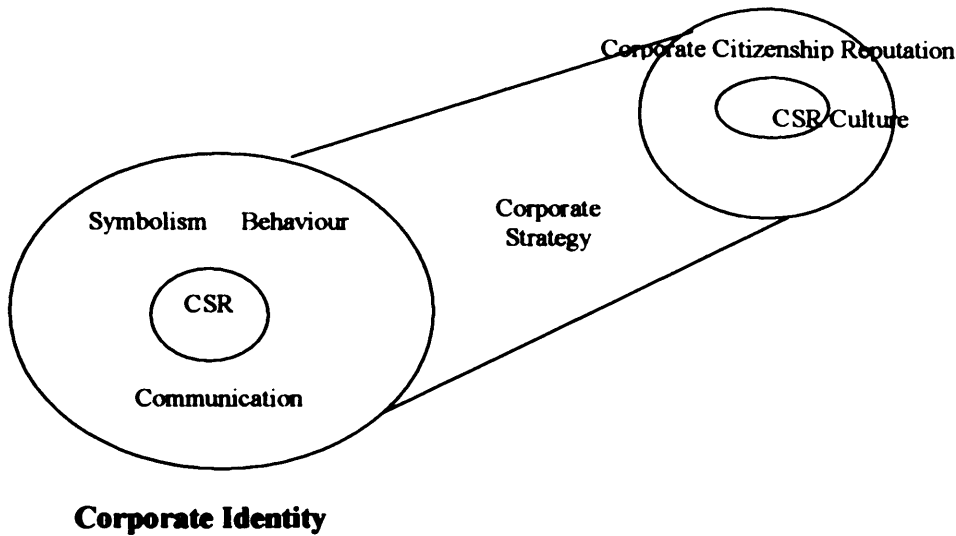 Corporate Citizenship Reputation
CSR Culture
Corporate
Strategy
Symbolism Behaviour
CSR
Communication
Corporate Identity